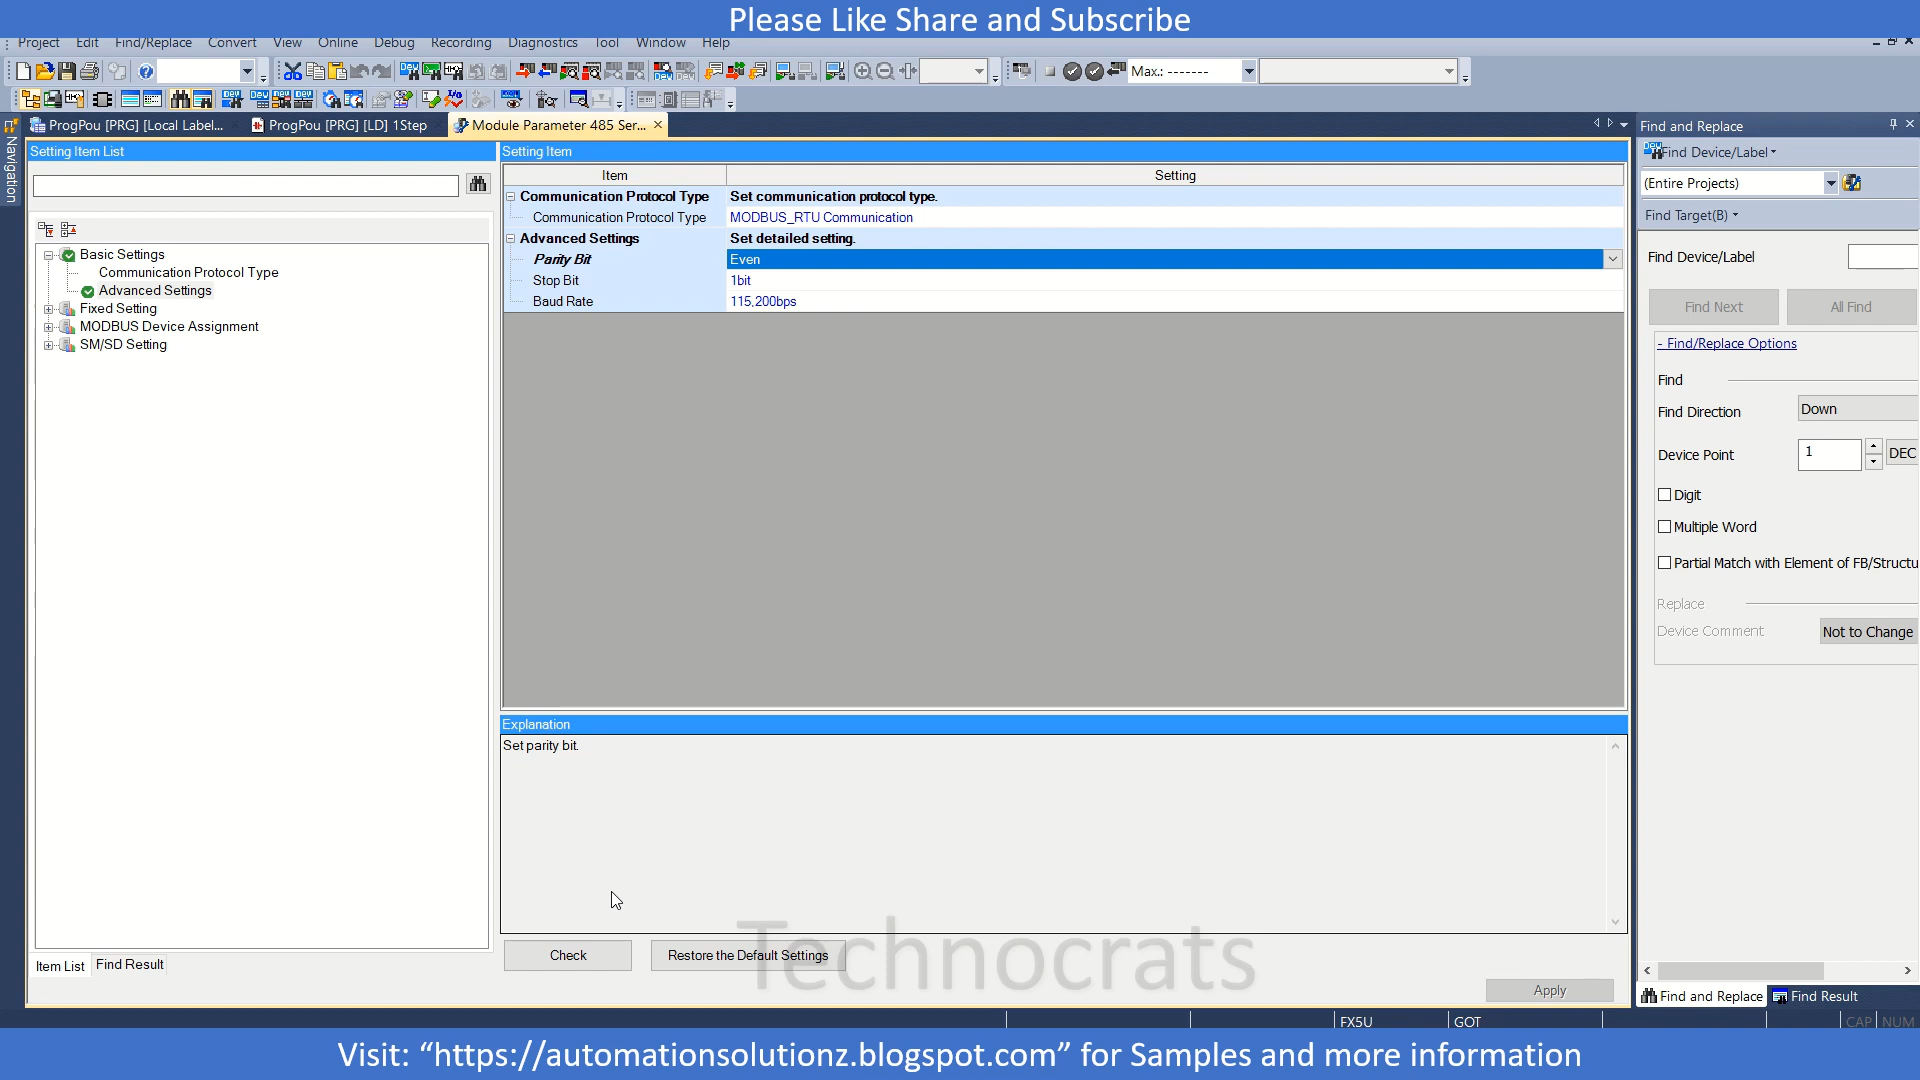 Please Like Share and Subscribe
Project Edit Find/Replace Convert View Online Debug Recording Diagnostics Tool Window Help
Max.: -------
Navigation
ProgPou [PRG] [Local Label...
ProgPou [PRG] [LD] 1Step
Module Parameter 485 Ser...
Setting Item List
Basic Settings
Communication Protocol Type
Advanced Settings
Fixed Setting
MODBUS Device Assignment
SM/SD Setting
Item List
Find Result
Setting Item
Item Setting
Communication Protocol Type Set communication protocol type.
Communication Protocol Type MODBUS_RTU Communication
Advanced Settings Set detailed setting.
Parity Bit Even
Stop Bit 1bit
Baud Rate 115,200bps
Explanation
Set parity bit.
Check
Restore the Default Settings
Apply
Technocrats
Find and Replace
Find Device/Label
(Entire Projects)
Find Target(B)
Find Device/Label
Find Next
All Find
- Find/Replace Options
Find
Find Direction Down
Device Point 1 DEC
Digit
Multiple Word
Partial Match with Element of FB/Structu
Replace
Device Comment Not to Change
Find and Replace
Find Result
FX5U
GOT
CAP NUM
Visit: “https://automationsolutionz.blogspot.com” for Samples and more information